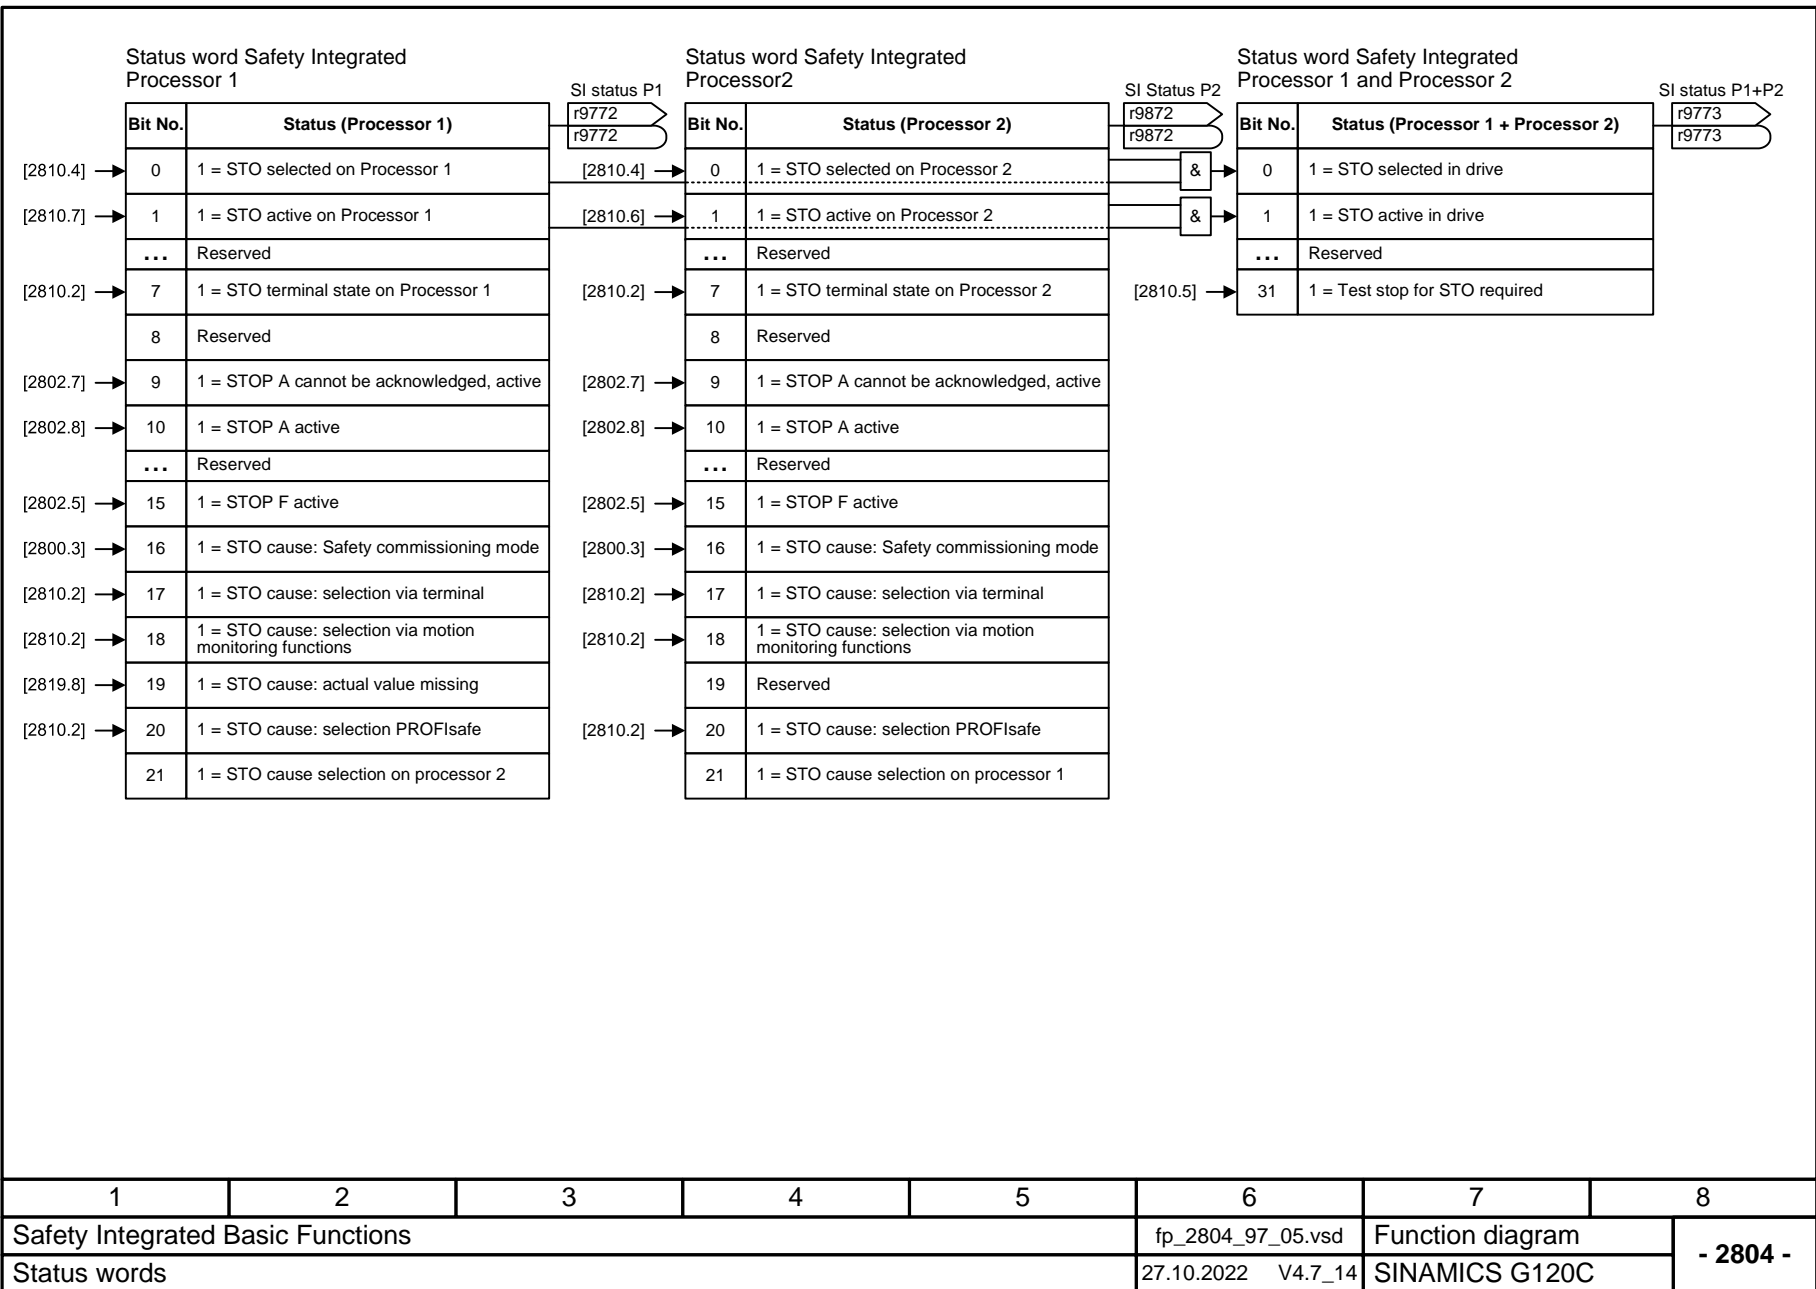 Status word Safety Integrated
Processor 1
SI status P1
r9772
r9772
Bit No. Status (Processor 1)
[2810.4] 0 1 = STO selected on Processor 1
[2810.7] 1 1 = STO active on Processor 1
... Reserved
[2810.2] 7 1 = STO terminal state on Processor 1
8 Reserved
[2802.7] 9 1 = STOP A cannot be acknowledged, active
[2802.8] 10 1 = STOP A active
... Reserved
[2802.5] 15 1 = STOP F active
[2800.3] 16 1 = STO cause: Safety commissioning mode
[2810.2] 17 1 = STO cause: selection via terminal
[2810.2] 18 1 = STO cause: selection via motion
monitoring functions
[2819.8] 19 1 = STO cause: actual value missing
[2810.2] 20 1 = STO cause: selection PROFIsafe
21 1 = STO cause selection on processor 2
Status word Safety Integrated
Processor2
SI Status P2
r9872
r9872
Bit No. Status (Processor 2)
[2810.4] 0 1 = STO selected on Processor 2
[2810.6] 1 1 = STO active on Processor 2
... Reserved
[2810.2] 7 1 = STO terminal state on Processor 2
8 Reserved
[2802.7] 9 1 = STOP A cannot be acknowledged, active
[2802.8] 10 1 = STOP A active
... Reserved
[2802.5] 15 1 = STOP F active
[2800.3] 16 1 = STO cause: Safety commissioning mode
[2810.2] 17 1 = STO cause: selection via terminal
[2810.2] 18 1 = STO cause: selection via motion
monitoring functions
19 Reserved
[2810.2] 20 1 = STO cause: selection PROFIsafe
21 1 = STO cause selection on processor 1
Status word Safety Integrated
Processor 1 and Processor 2
SI status P1+P2
r9773
r9773
Bit No. Status (Processor 1 + Processor 2)
& 0 1 = STO selected in drive
& 1 1 = STO active in drive
... Reserved
[2810.5] 31 1 = Test stop for STO required
1 2 3 4 5 6 7 8
Safety Integrated Basic Functions fp_2804_97_05.vsd Function diagram
- 2804 -
Status words 27.10.2022 V4.7_14 SINAMICS G120C